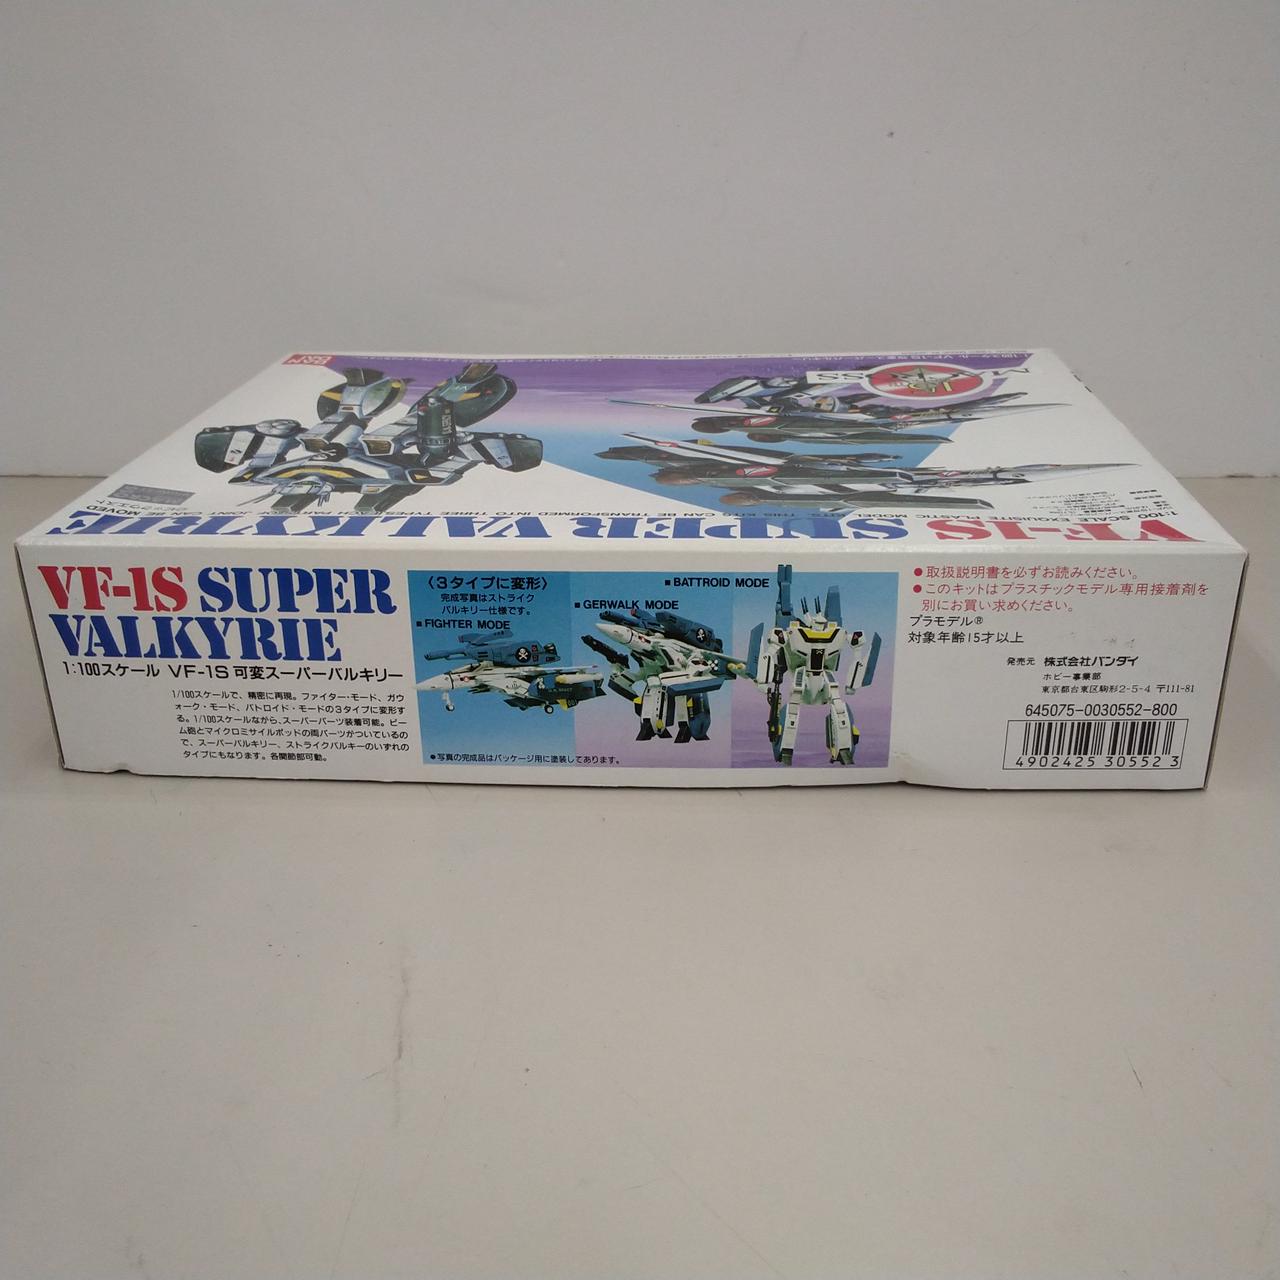 BAN
DAI
VF-1S SUPER VALKYRIE
VF-1S SUPER
VALKYRIE
1:100スケール VF-1S 可変スーパーバルキリー
1/100スケールで、精密に再現。ファイター・モード、ガウ
ォーク・モード、バトロイド・モードの3タイプに変形す
る。1/100スケールながら、スーパーパーツ装着可能。ビー
ム砲とマイクロミサイルポッドの両パーツがついているの
で、スーパーバルキリー、ストライクバルキーのいずれの
タイプにもなります。各関節部可動。
〈3タイプに変形〉
完成写真はストライク
バルキリー仕様です。
■FIGHTER MODE
■GERWALK MODE
■BATTROID MODE
●写真の完成品はパッケージ用に塗装してあります。
●取扱説明書を必ずお読みください。
●このキットはプラスチックモデル専用接着剤を
別にお買い求めください。
プラモデル®
対象年齢15才以上
発売元 株式会社バンダイ
ホビー事業部
東京都台東区駒形2-5-4 〒111-81
645075-0030552-800
4902425 30552 3